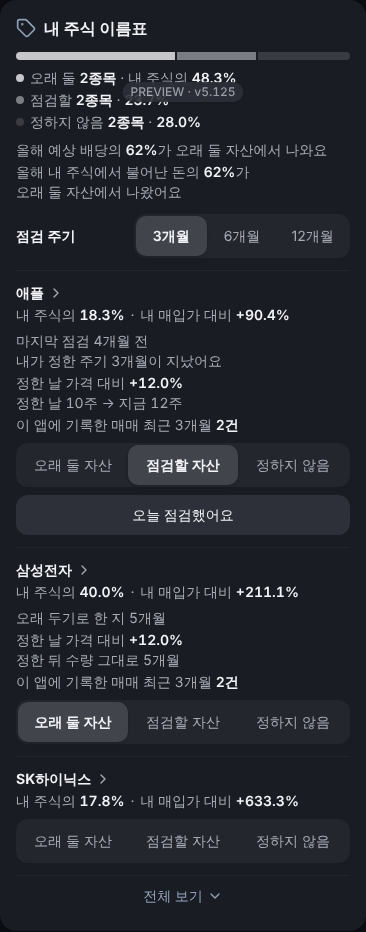 내 주식 이름표
오래 둘 2종목 · 내 주식의 48.3%
PREVIEW · v5.125
점검할 2종목 · 23.7%
정하지 않음 2종목 · 28.0%
올해 예상 배당의 62%가 오래 둘 자산에서 나와요
올해 내 주식에서 불어난 돈의 62%가
오래 둘 자산에서 나왔어요
점검 주기 3개월 6개월 12개월
애플
내 주식의 18.3% · 내 매입가 대비 +90.4%
마지막 점검 4개월 전
내가 정한 주기 3개월이 지났어요
정한 날 가격 대비 +12.0%
정한 날 10주 → 지금 12주
이 앱에 기록한 매매 최근 3개월 2건
오래 둘 자산 점검할 자산 정하지 않음
오늘 점검했어요
삼성전자
내 주식의 40.0% · 내 매입가 대비 +211.1%
오래 두기로 한 지 5개월
정한 날 가격 대비 +12.0%
정한 뒤 수량 그대로 5개월
이 앱에 기록한 매매 최근 3개월 2건
오래 둘 자산 점검할 자산 정하지 않음
SK하이닉스
내 주식의 17.8% · 내 매입가 대비 +633.3%
오래 둘 자산 점검할 자산 정하지 않음
전체 보기